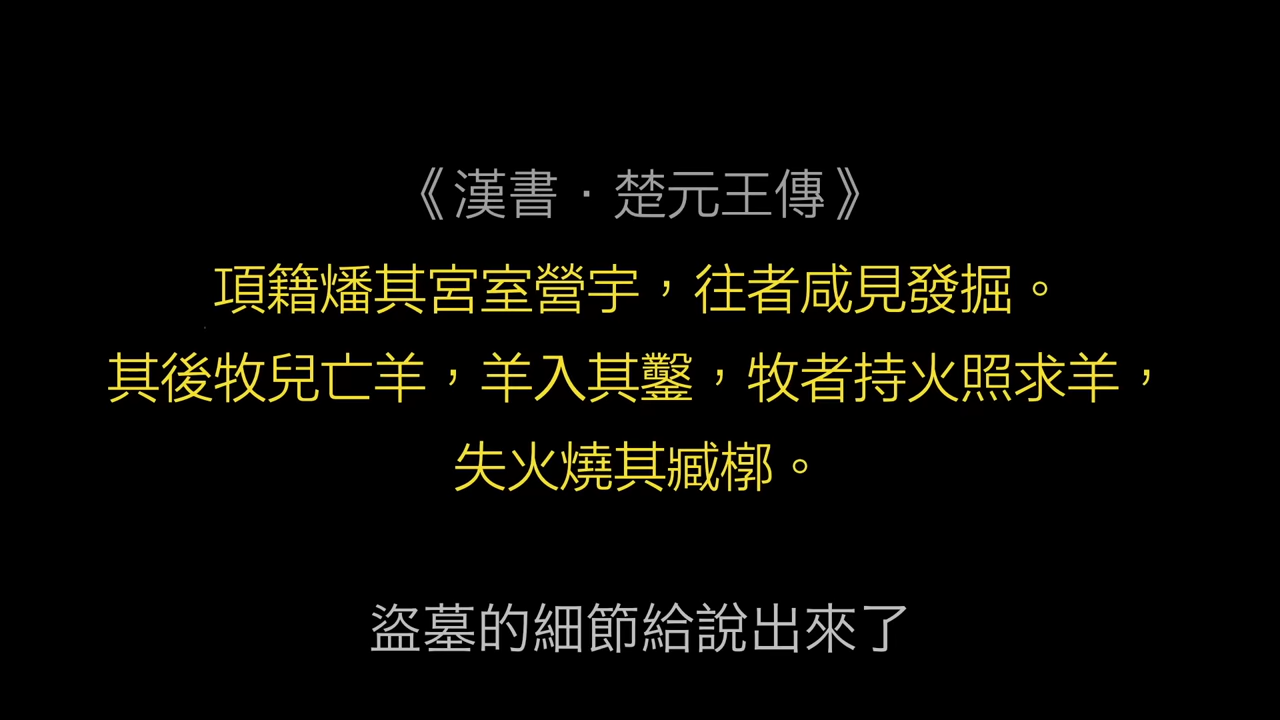 《漢書·楚元王傳》
項籍燔其宮室營宇，往者咸見發掘。
其後牧兒亡羊，羊入其鑿，牧者持火照求羊，
失火燒其臧槨。
盜墓的細節給說出來了